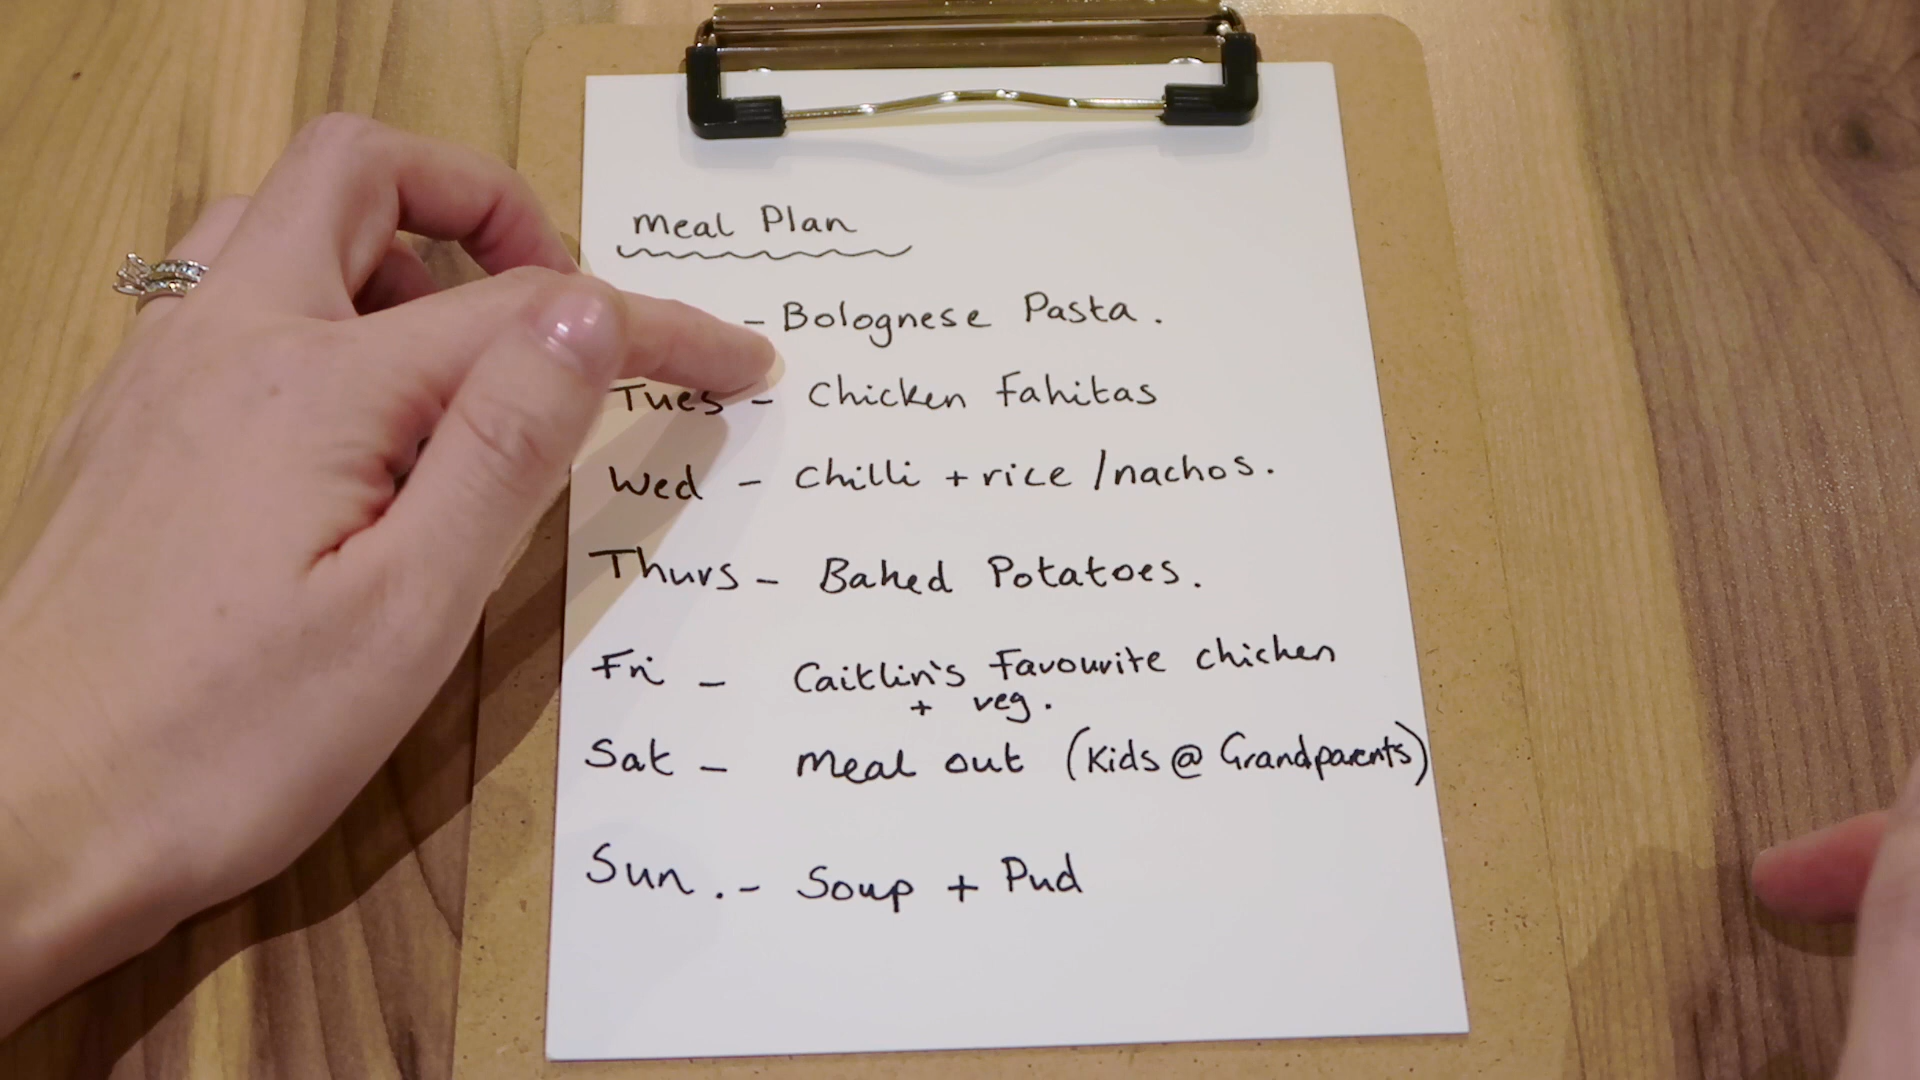 Meal Plan
- Bolognese Pasta.
Tues - Chicken Fahitas
Wed - Chilli + rice /nachos.
Thurs - Baked Potatoes.
Fri - Caitlin's Favourite chicken
+ veg.
Sat - Meal out (Kids @ Grandparents)
Sun. - Soup + Pud